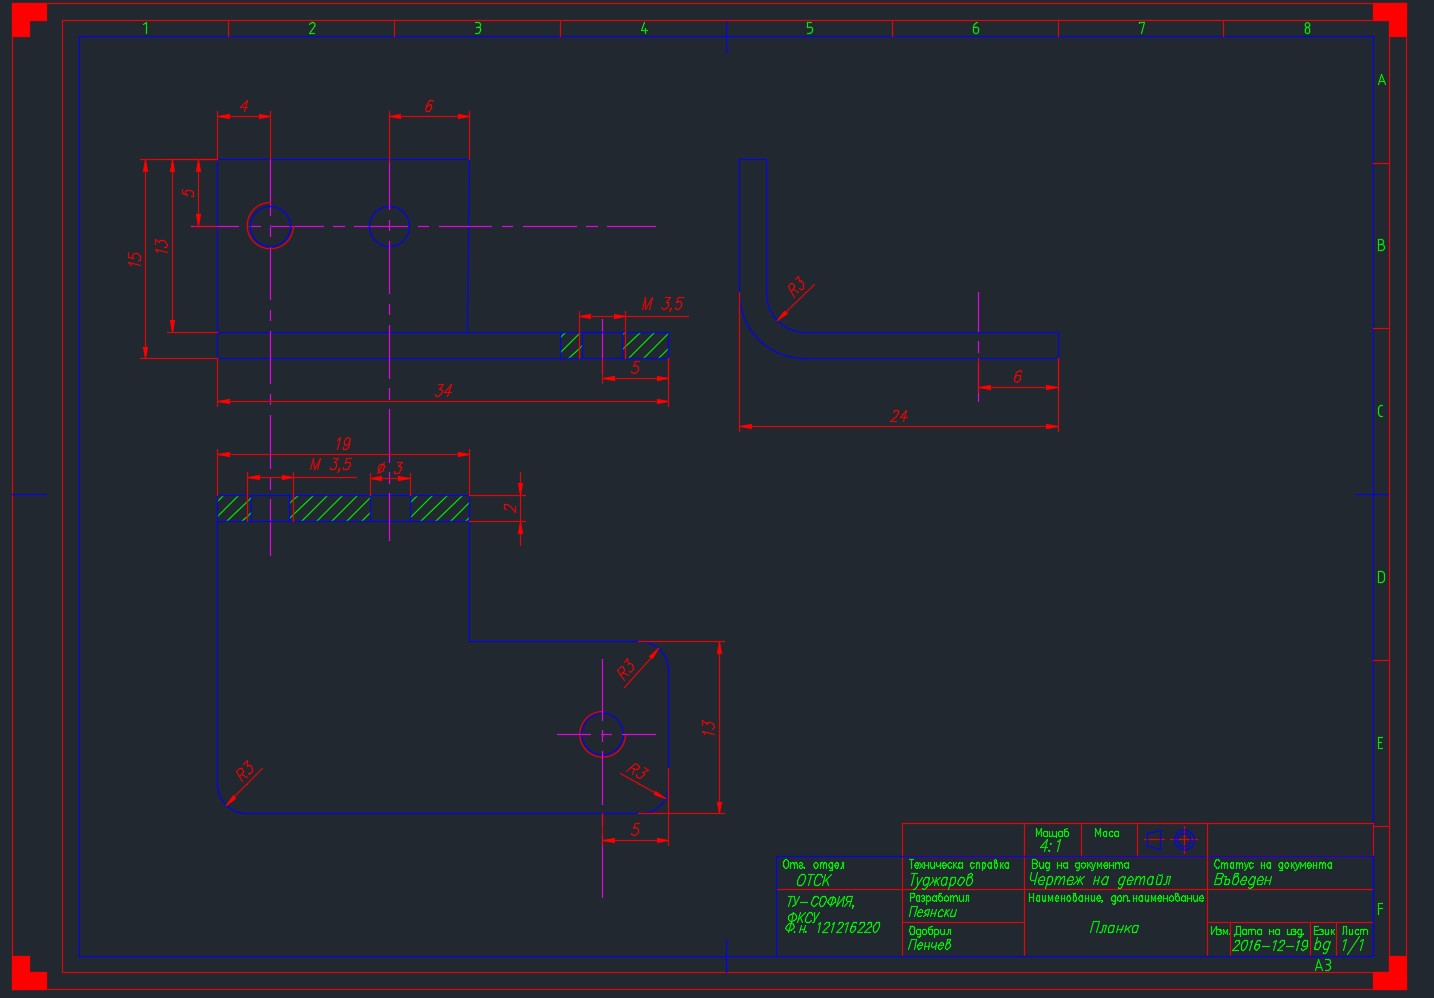 1 2 3 4 5 6 7 8
A
B
C
D
E
F
4
6
5
13
15
M 3,5
5
34
R3
6
24
19
M 3,5
ø 3
2
R3
13
R3
R3
5
Мащаб
4:1
Маса
Отг. отдел
ОТСК
Техническа справка
Туджаров
Вид на документа
Чертеж на детайл
Статус на документа
Въведен
ТУ-СОФИЯ,
ФКСУ
Ф.н. 121216220
Разработил
Пеянски
Наименование, доп.наименование
Планка
Одобрил
Пенчев
Изм.
Дата на изд.
2016-12-19
Език
bg
Лист
1/1
A3